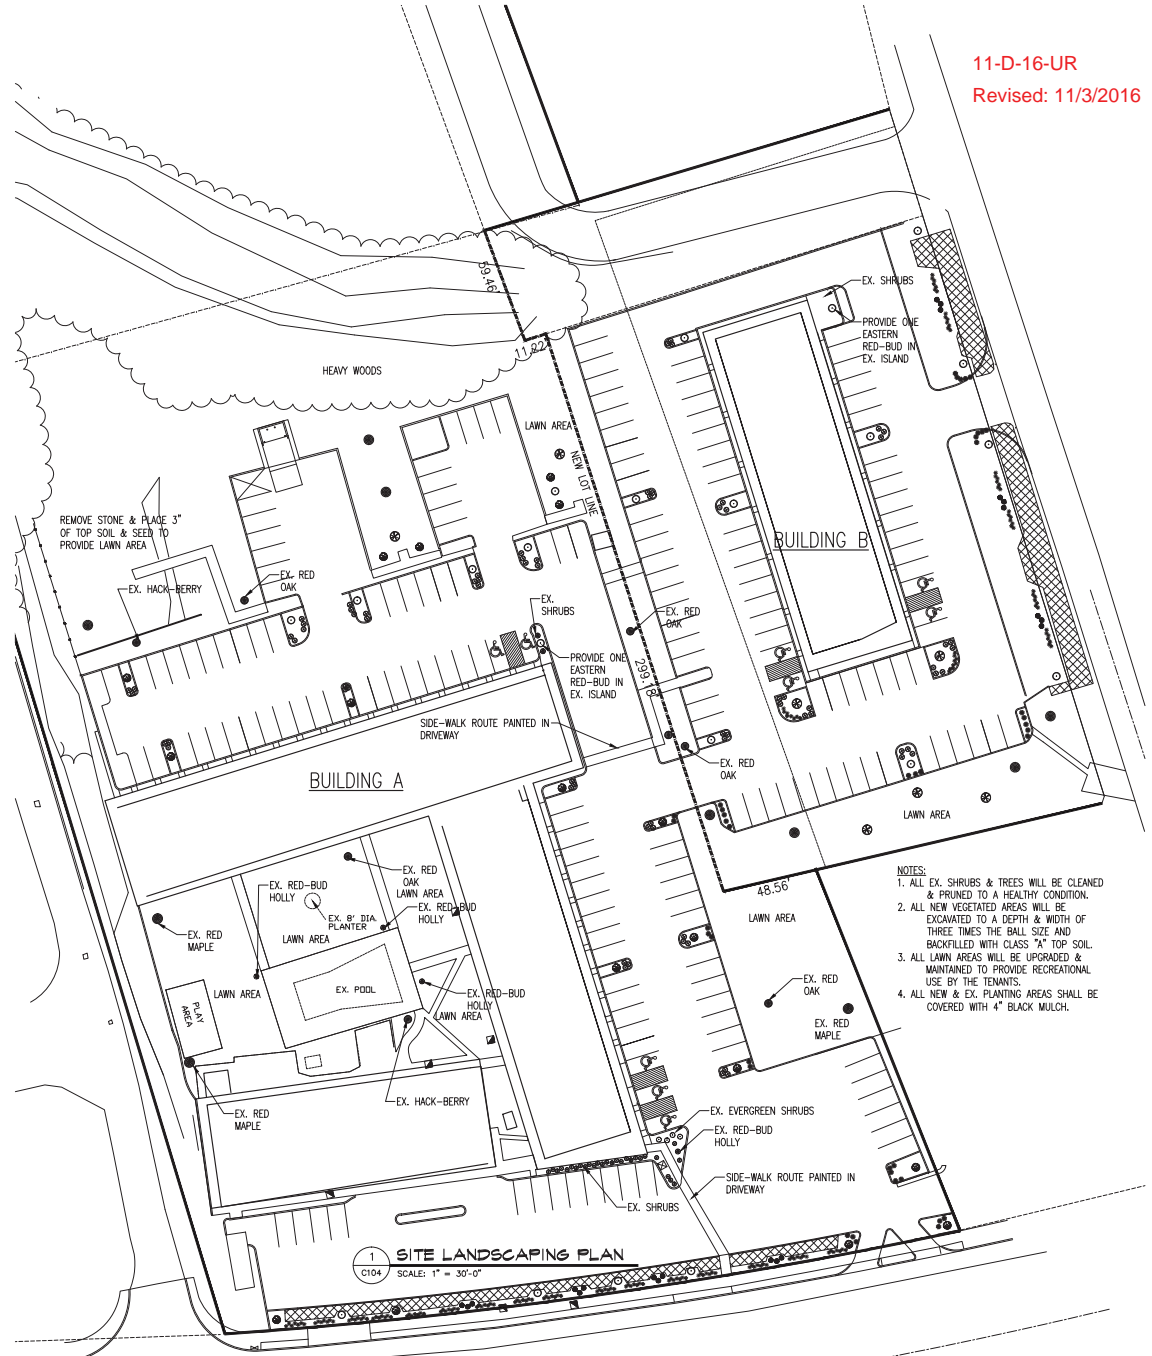 11-D-16-UR
Revised: 11/3/2016
59.46'
EX. SHRUBS
PROVIDE ONE
EASTERN
RED-BUD IN
EX. ISLAND
11.22'
HEAVY WOODS
LAWN AREA
NEW LOT LINE
REMOVE STONE & PLACE 3"
OF TOP SOIL & SEED TO
PROVIDE LAWN AREA
BUILDING B
EX. HACK-BERRY
EX. RED
OAK
EX.
SHRUBS
EX. RED
OAK
PROVIDE ONE
EASTERN
RED-BUD IN
EX. ISLAND
299.18'
SIDE-WALK ROUTE PAINTED IN
DRIVEWAY
BUILDING A
EX. RED
OAK
LAWN AREA
EX. RED
OAK
LAWN AREA
EX. RED-BUD
HOLLY
EX. RED-BUD
HOLLY
EX. 8' DIA.
PLANTER
LAWN AREA
EX. RED
MAPLE
48.56'
LAWN AREA
NOTES:
1. ALL EX. SHRUBS & TREES WILL BE CLEANED
& PRUNED TO A HEALTHY CONDITION.
2. ALL NEW VEGETATED AREAS WILL BE
EXCAVATED TO A DEPTH & WIDTH OF
THREE TIMES THE BALL SIZE AND
BACKFILLED WITH CLASS "A" TOP SOIL.
3. ALL LAWN AREAS WILL BE UPGRADED &
MAINTAINED TO PROVIDE RECREATIONAL
USE BY THE TENANTS.
4. ALL NEW & EX. PLANTING AREAS SHALL BE
COVERED WITH 4" BLACK MULCH.
LAWN AREA
PLAY
AREA
EX. POOL
EX. RED-BUD
HOLLY
LAWN AREA
EX. RED
OAK
EX. RED
MAPLE
EX. HACK-BERRY
EX. RED
MAPLE
EX. EVERGREEN SHRUBS
EX. RED-BUD
HOLLY
SIDE-WALK ROUTE PAINTED IN
DRIVEWAY
EX. SHRUBS
1
C104
SITE LANDSCAPING PLAN
SCALE: 1" = 30'-0"